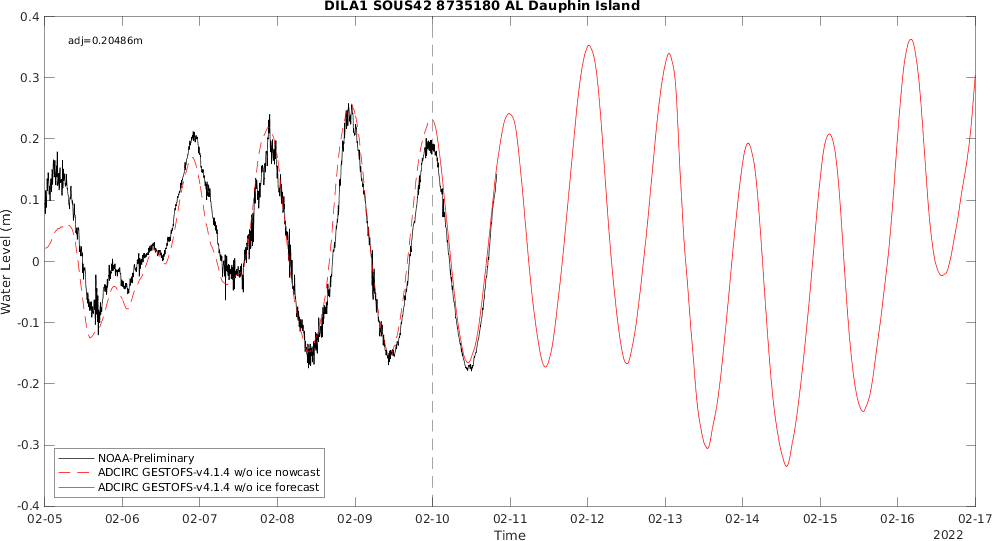 DILA1 SOUS42 8735180 AL Dauphin Island
adj=0.20486m
0.4
0.3
0.2
0.1
0
-0.1
-0.2
-0.3
-0.4
Water Level (m)
NOAA-Preliminary
ADCIRC GESTOFS-v4.1.4 w/o ice nowcast
ADCIRC GESTOFS-v4.1.4 w/o ice forecast
02-05 02-06 02-07 02-08 02-09 02-10 02-11 02-12 02-13 02-14 02-15 02-16 02-17
Time
2022